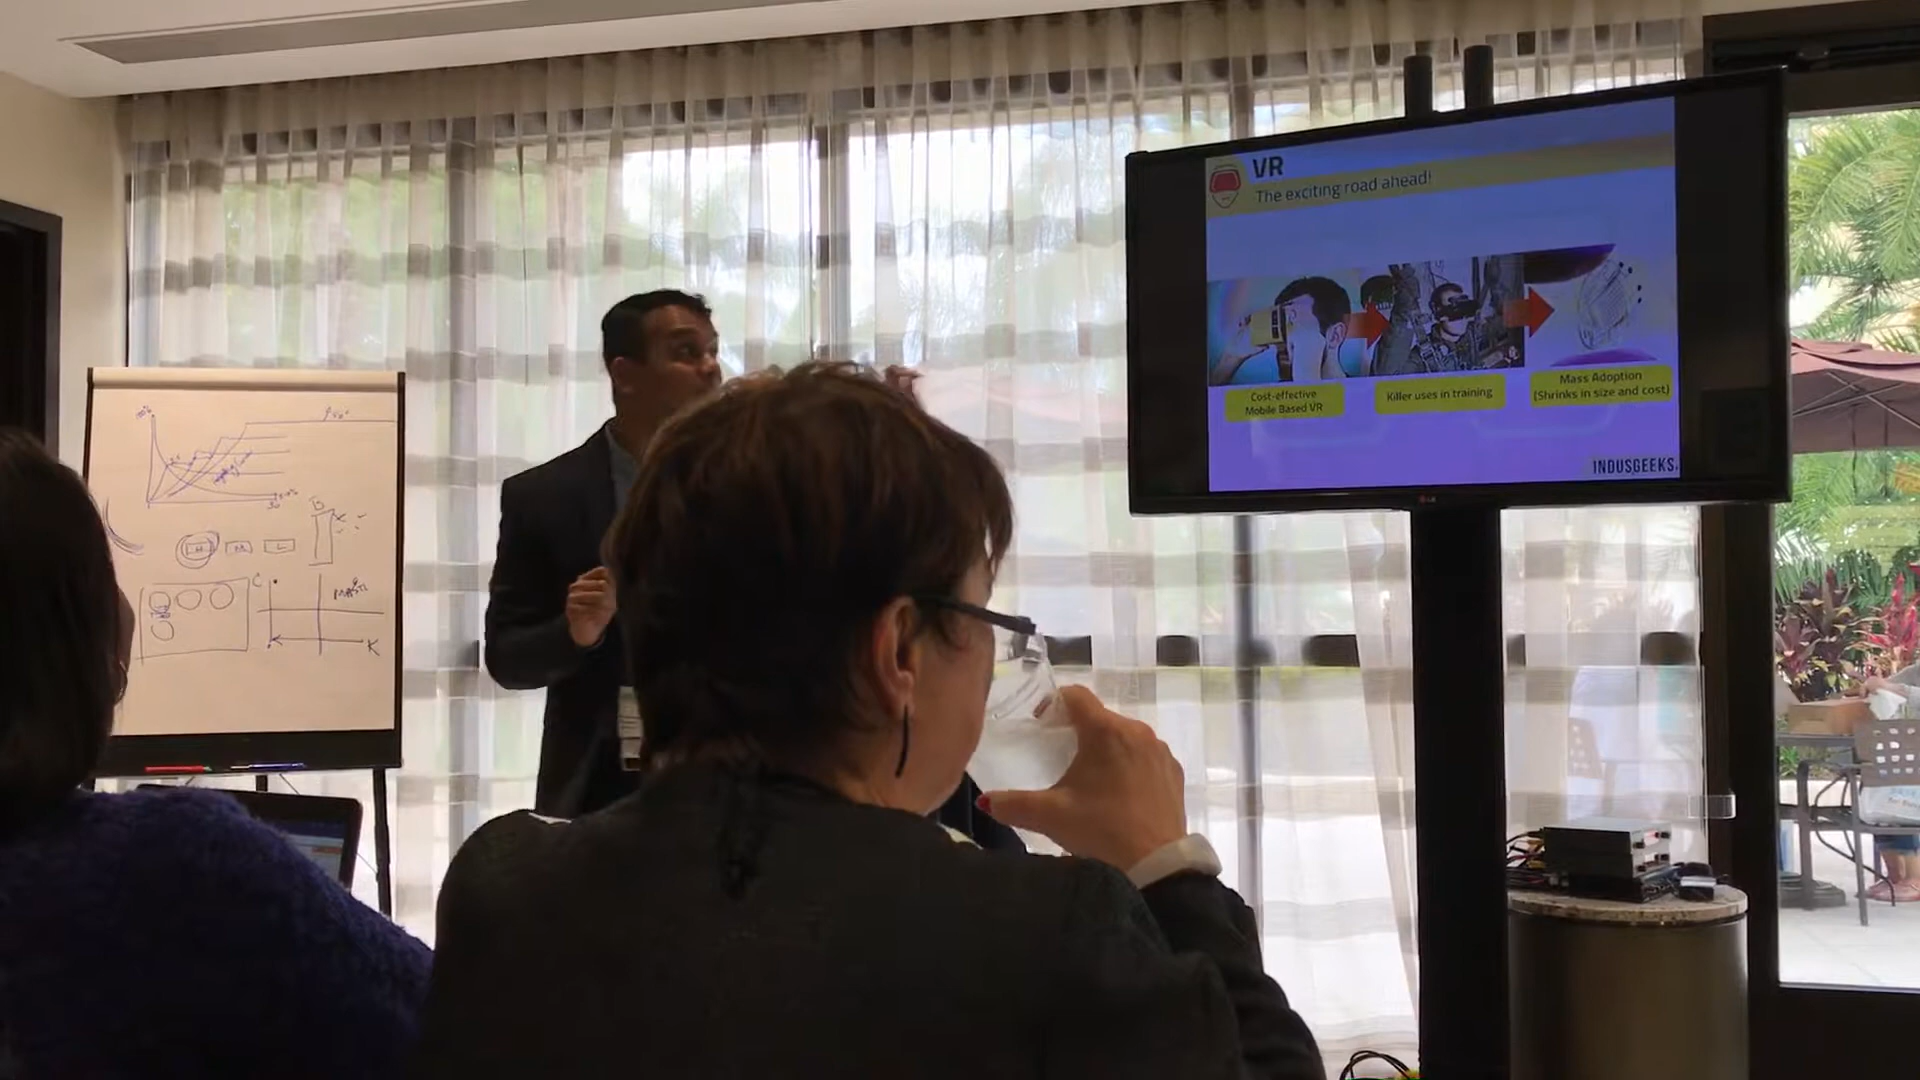 VR
The exciting road ahead!
Cost-effective
Mobile Based VR
Killer uses in training
Mass Adoption
(Shrinks in size and cost)
INDUSGEEKS
K